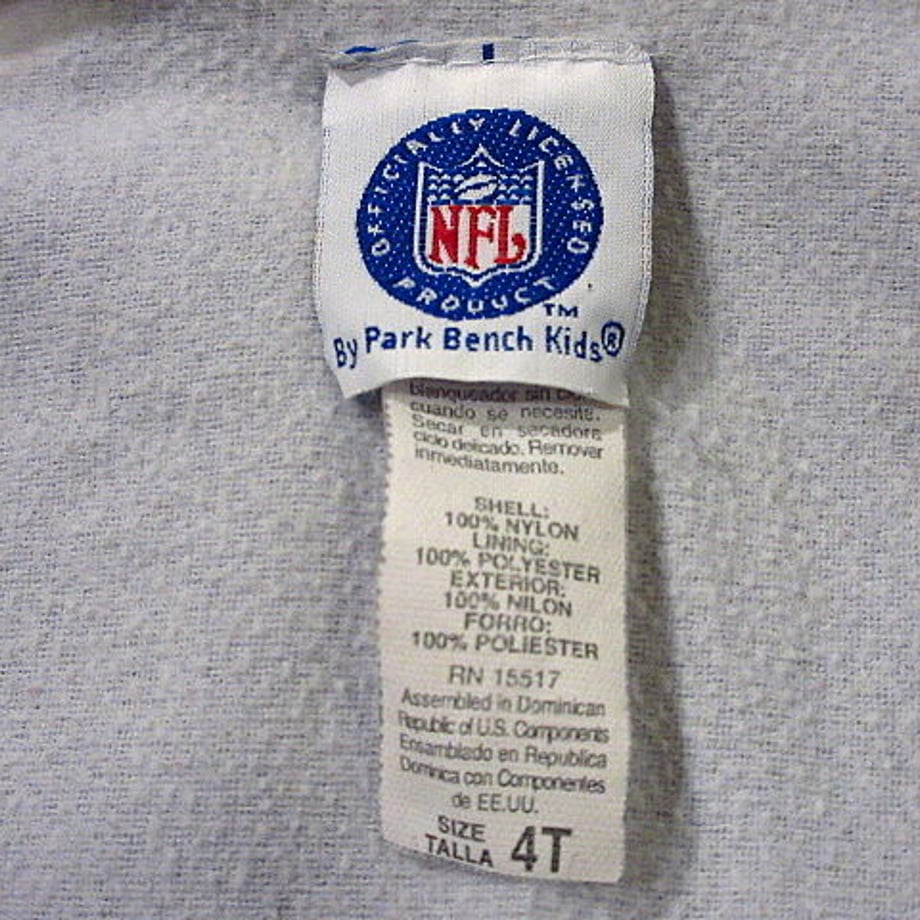 OFFICIALLY LICENSED
NFL
PRODUCT
TM
By Park Bench Kids®
blanqueador sin
cuando se necesite.
Secar en secadora
ciclo delicado. Remover
inmediatamente.
SHELL:
100% NYLON
LINING:
100% POLYESTER
EXTERIOR:
100% NILON
FORRO:
100% POLIESTER
RN 15517
Assembled in Dominican
Republic of U.S. Components
Ensamblado en Republica
Dominica con Componentes
de EE.UU.
SIZE
TALLA 4T